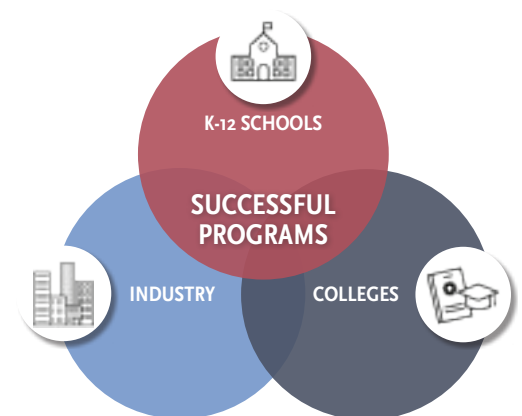 K-12 SCHOOLS
SUCCESSFUL
PROGRAMS
INDUSTRY
COLLEGES